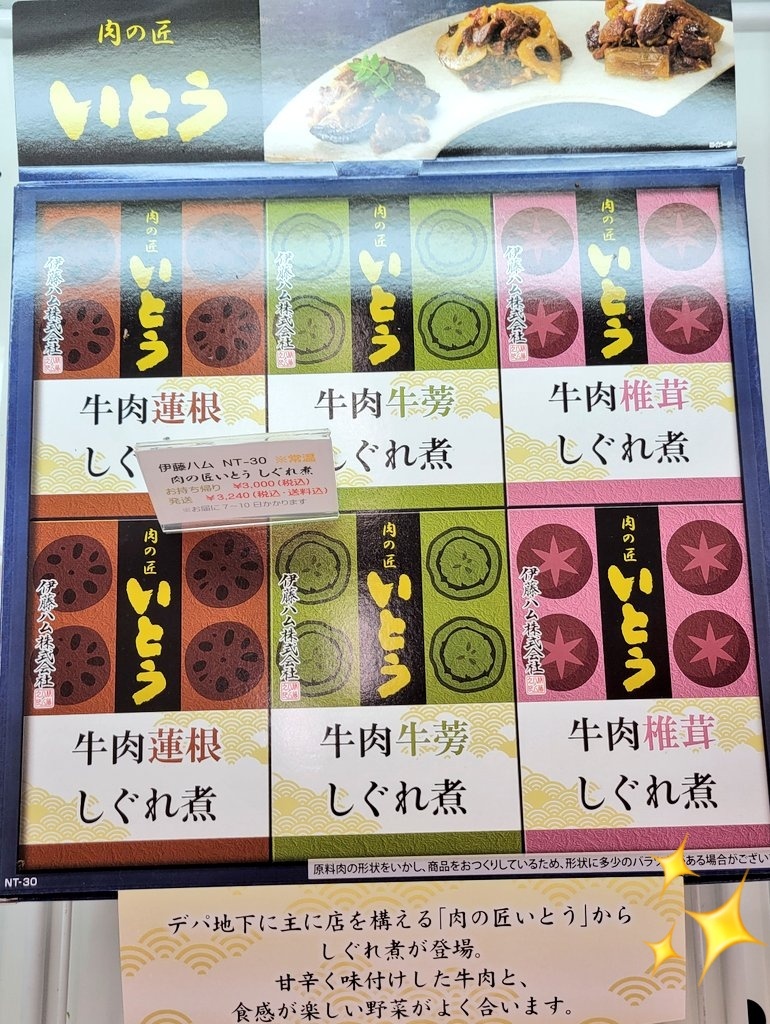 肉の匠
いとう
肉の匠
いとう
伊藤ハム株式会社
牛肉蓮根
しぐ
肉の匠
いとう
伊藤ハム株式会社
牛肉牛蒡
しぐれ煮
肉の匠
いとう
伊藤ハム株式会社
牛肉椎茸
しぐれ煮
伊藤ハム NT-30 ※常温
肉の匠いとう しぐれ煮
お持ち帰り ¥3,000(税込)
発送 ¥3,240(税込・送料込)
※お届に7~10日かかります
肉の匠
いとう
伊藤ハム株式会社
牛肉蓮根
しぐれ煮
肉の匠
いとう
伊藤ハム株式会社
牛肉牛蒡
しぐれ煮
肉の匠
いとう
伊藤ハム株式会社
牛肉椎茸
しぐれ煮
原料肉の形状をいかし、商品をおつくりしているため、形状に多少のバラつきがある場合がござい
NT-30
デパ地下に主に店を構える「肉の匠いとう」から
しぐれ煮が登場。
甘辛く味付けした牛肉と、
食感が楽しい野菜がよく合います。